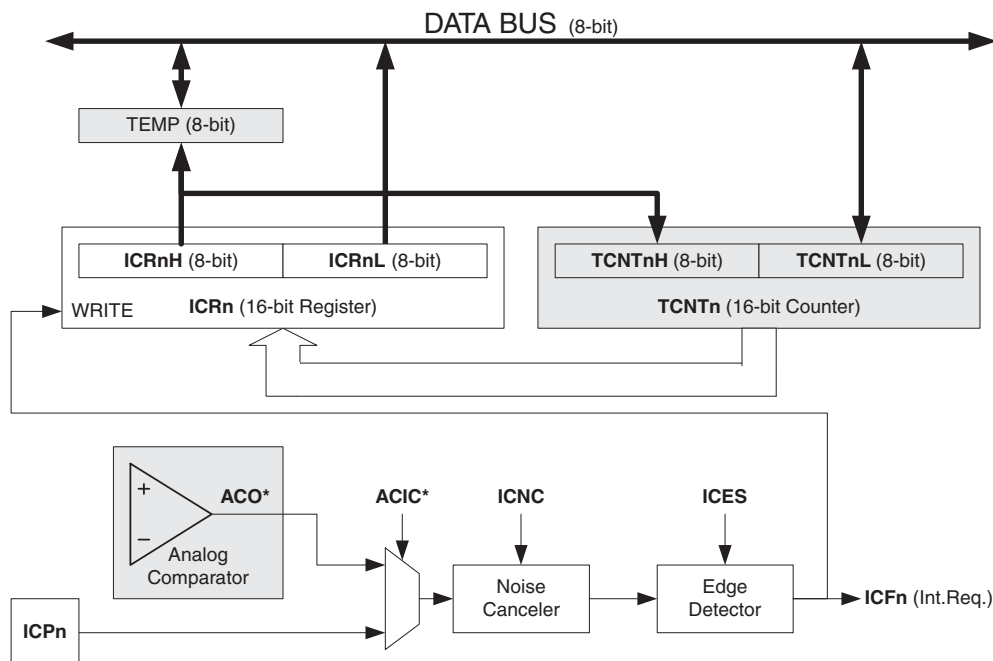 DATA BUS (8-bit)
TEMP (8-bit)
ICRnH (8-bit) ICRnL (8-bit) TCNTnH (8-bit) TCNTnL (8-bit)
WRITE ICRn (16-bit Register) TCNTn (16-bit Counter)
+
−
ACO* ACIC* ICNC ICES
Analog
Comparator
Noise
Canceler
Edge
Detector
ICFn (Int.Req.)
ICPn